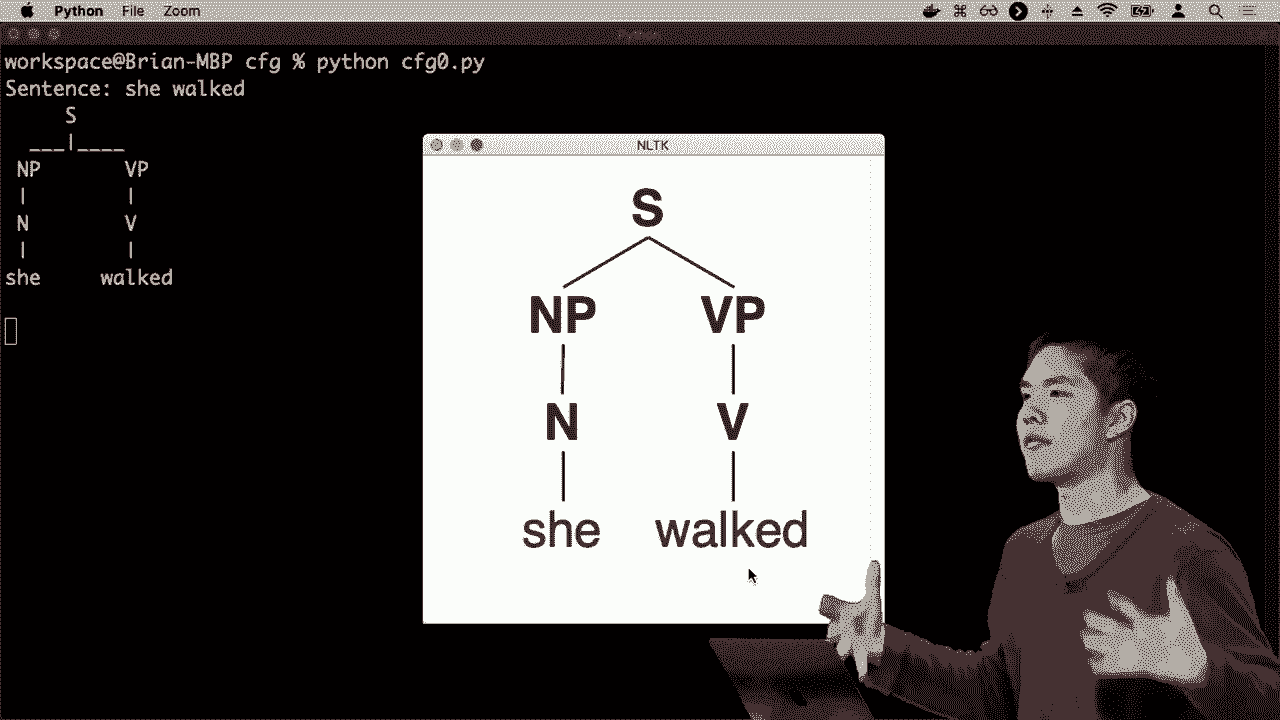 Python File Zoom
workspace@Brian-MBP cfg % python cfg0.py
Sentence: she walked
S
NP VP
N V
she walked
NLTK
S
NP VP
N V
she walked